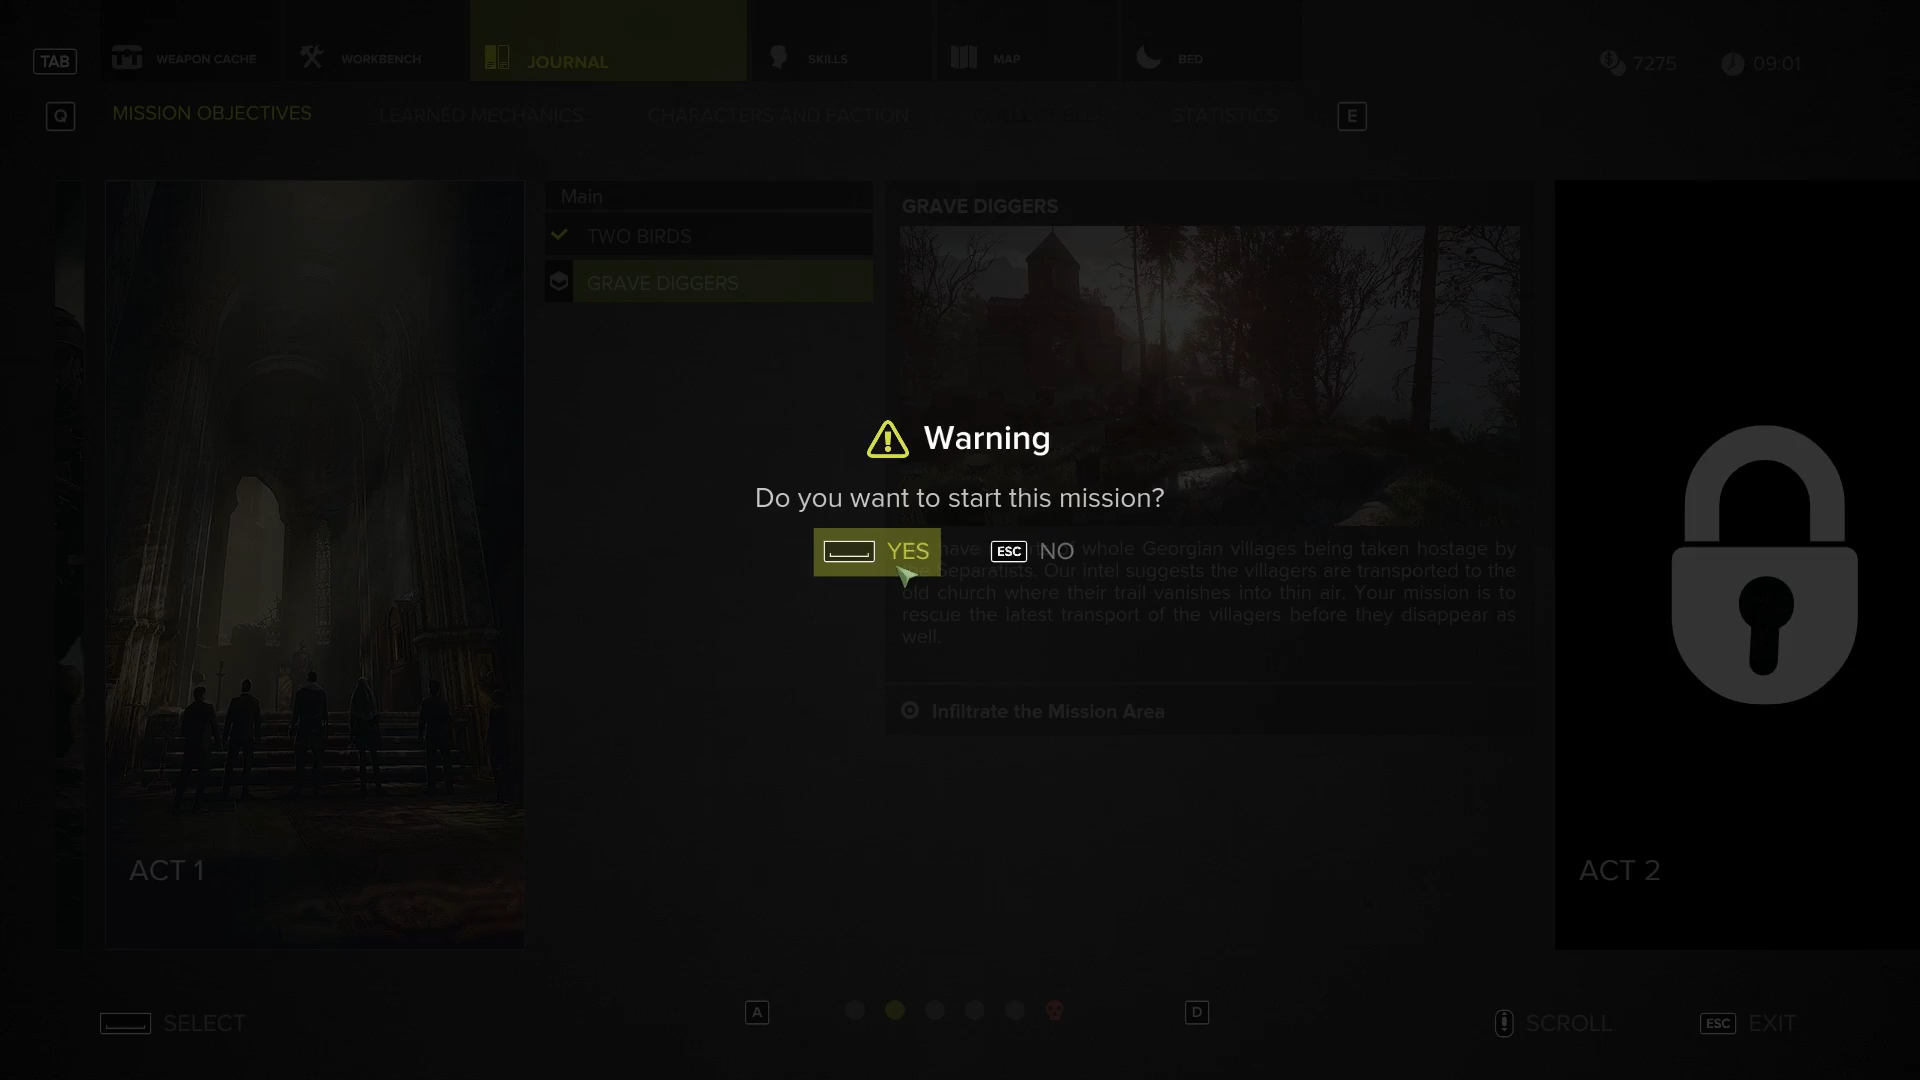 TAB
WEAPON CACHE
WORKBENCH
JOURNAL
SKILLS
MAP
BED
7275
09:01
Q
MISSION OBJECTIVES
LEARNED MECHANICS
CHARACTERS AND FACTION
STATISTICS
E
Main
TWO BIRDS
GRAVE DIGGERS
GRAVE DIGGERS
Warning
Do you want to start this mission?
YES
ESC NO
have whole Georgian villages being taken hostage by
Separatists. Our intel suggests the villagers are transported to the
old church where their trail vanishes into thin air. Your mission is to
rescue the latest transport of the villagers before they disappear as
well.
Infiltrate the Mission Area
ACT 1
ACT 2
SELECT
A
D
SCROLL
ESC EXIT